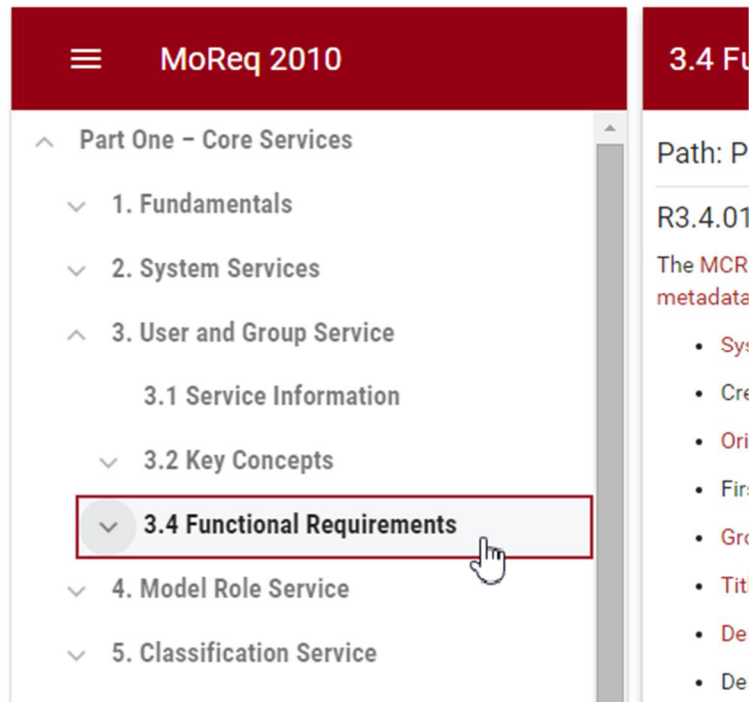 MoReq 2010
Part One – Core Services
1. Fundamentals
2. System Services
3. User and Group Service
3.1 Service Information
3.2 Key Concepts
3.4 Functional Requirements
4. Model Role Service
5. Classification Service
3.4 Fu
Path: P
R3.4.01
The MCR
metadata
Sys
Cre
Ori
Firs
Gro
Titl
De
De